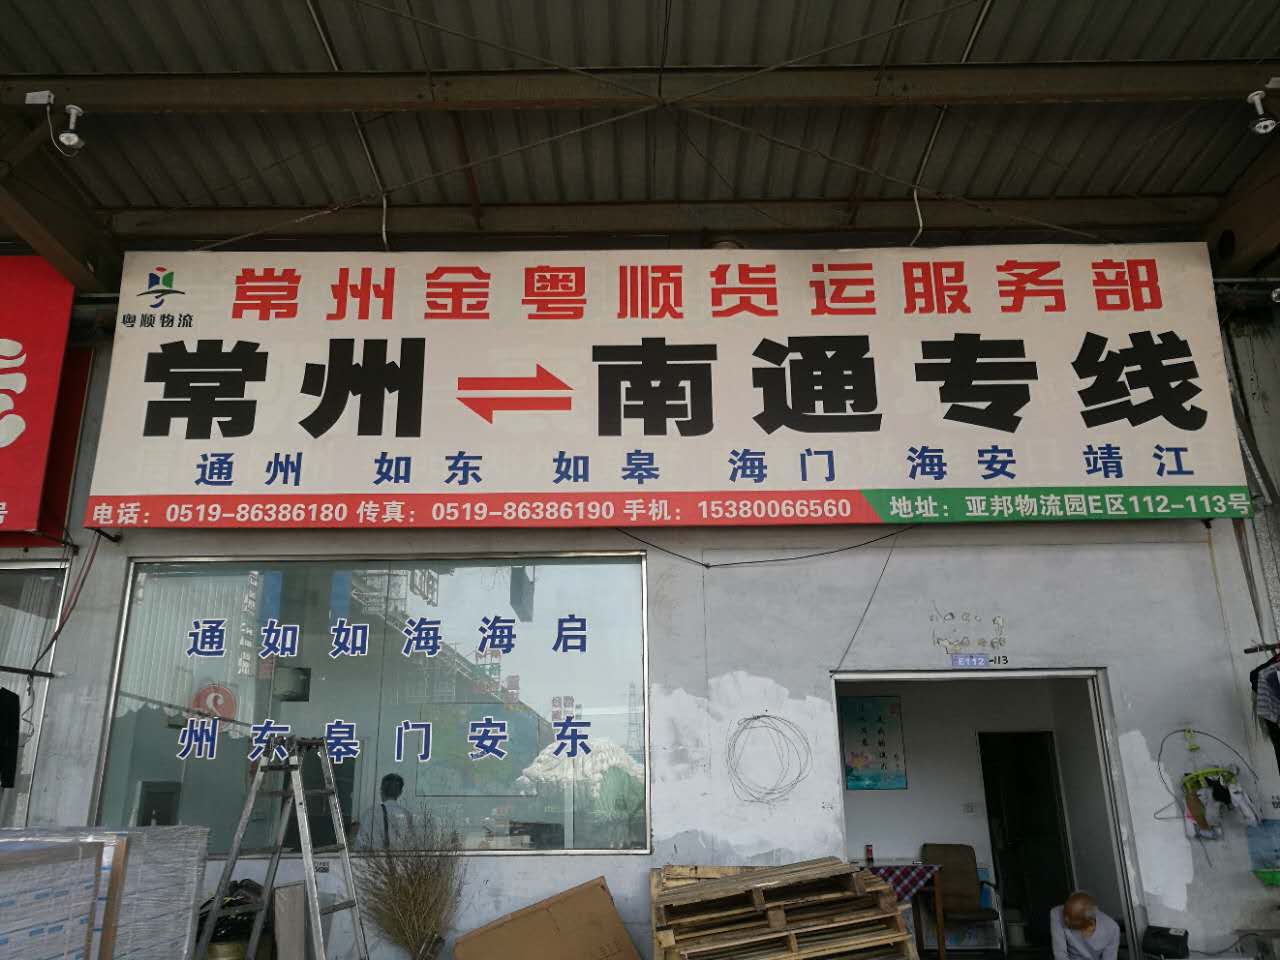 常州金粤顺货运服务部
粤顺物流
常州⇌南通专线
通州 如东 如皋 海门 海安 靖江
电话：0519-86386180 传真：0519-86386190 手机：15380066560 地址：亚邦物流园E区112-113号
通 如 如 海 海 启
州 东 皋 门 安 东
E112-113
号